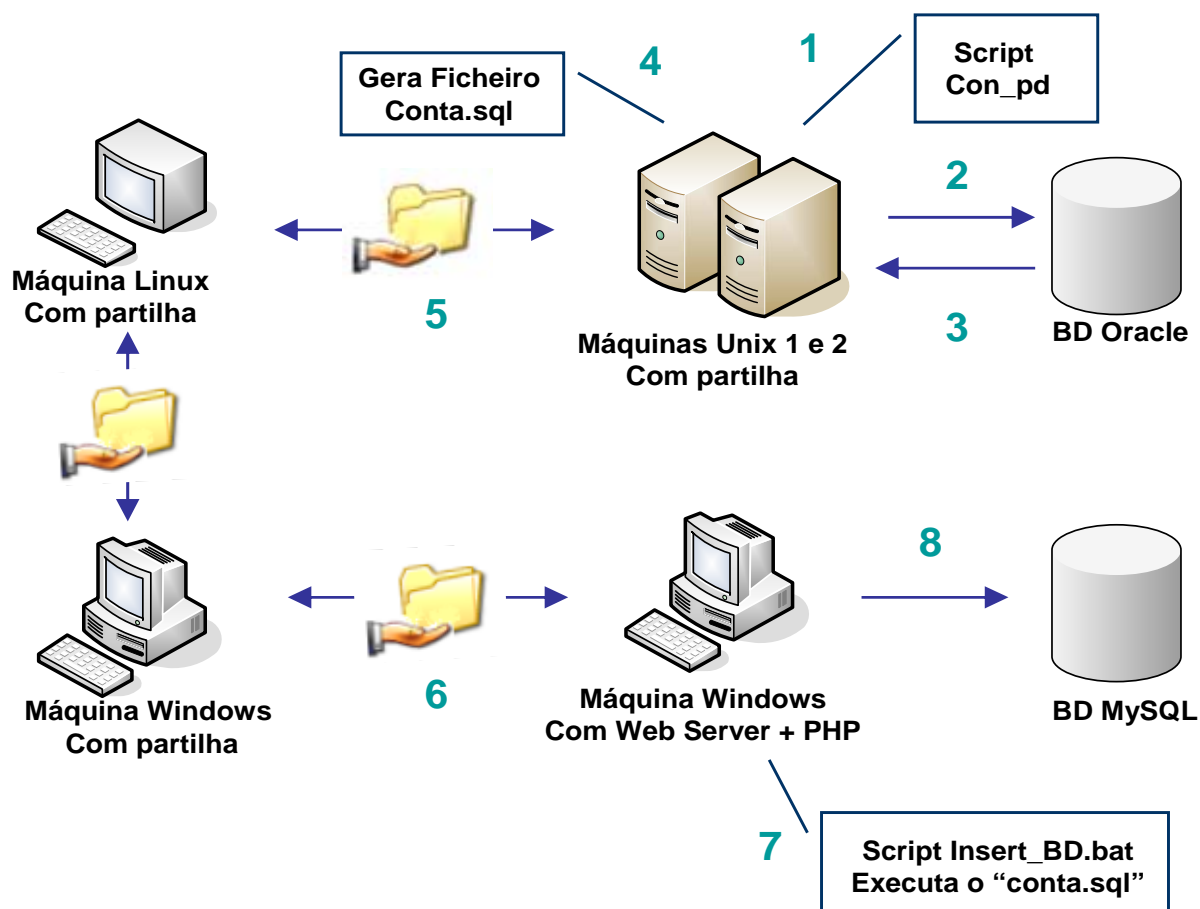 1
4
Script
Con_pd
Gera Ficheiro
Conta.sql
2
Máquina Linux
Com partilha
5
3
Máquinas Unix 1 e 2
Com partilha
BD Oracle
8
6
Máquina Windows
Com partilha
Máquina Windows
Com Web Server + PHP
BD MySQL
7
Script Insert_BD.bat
Executa o “conta.sql”